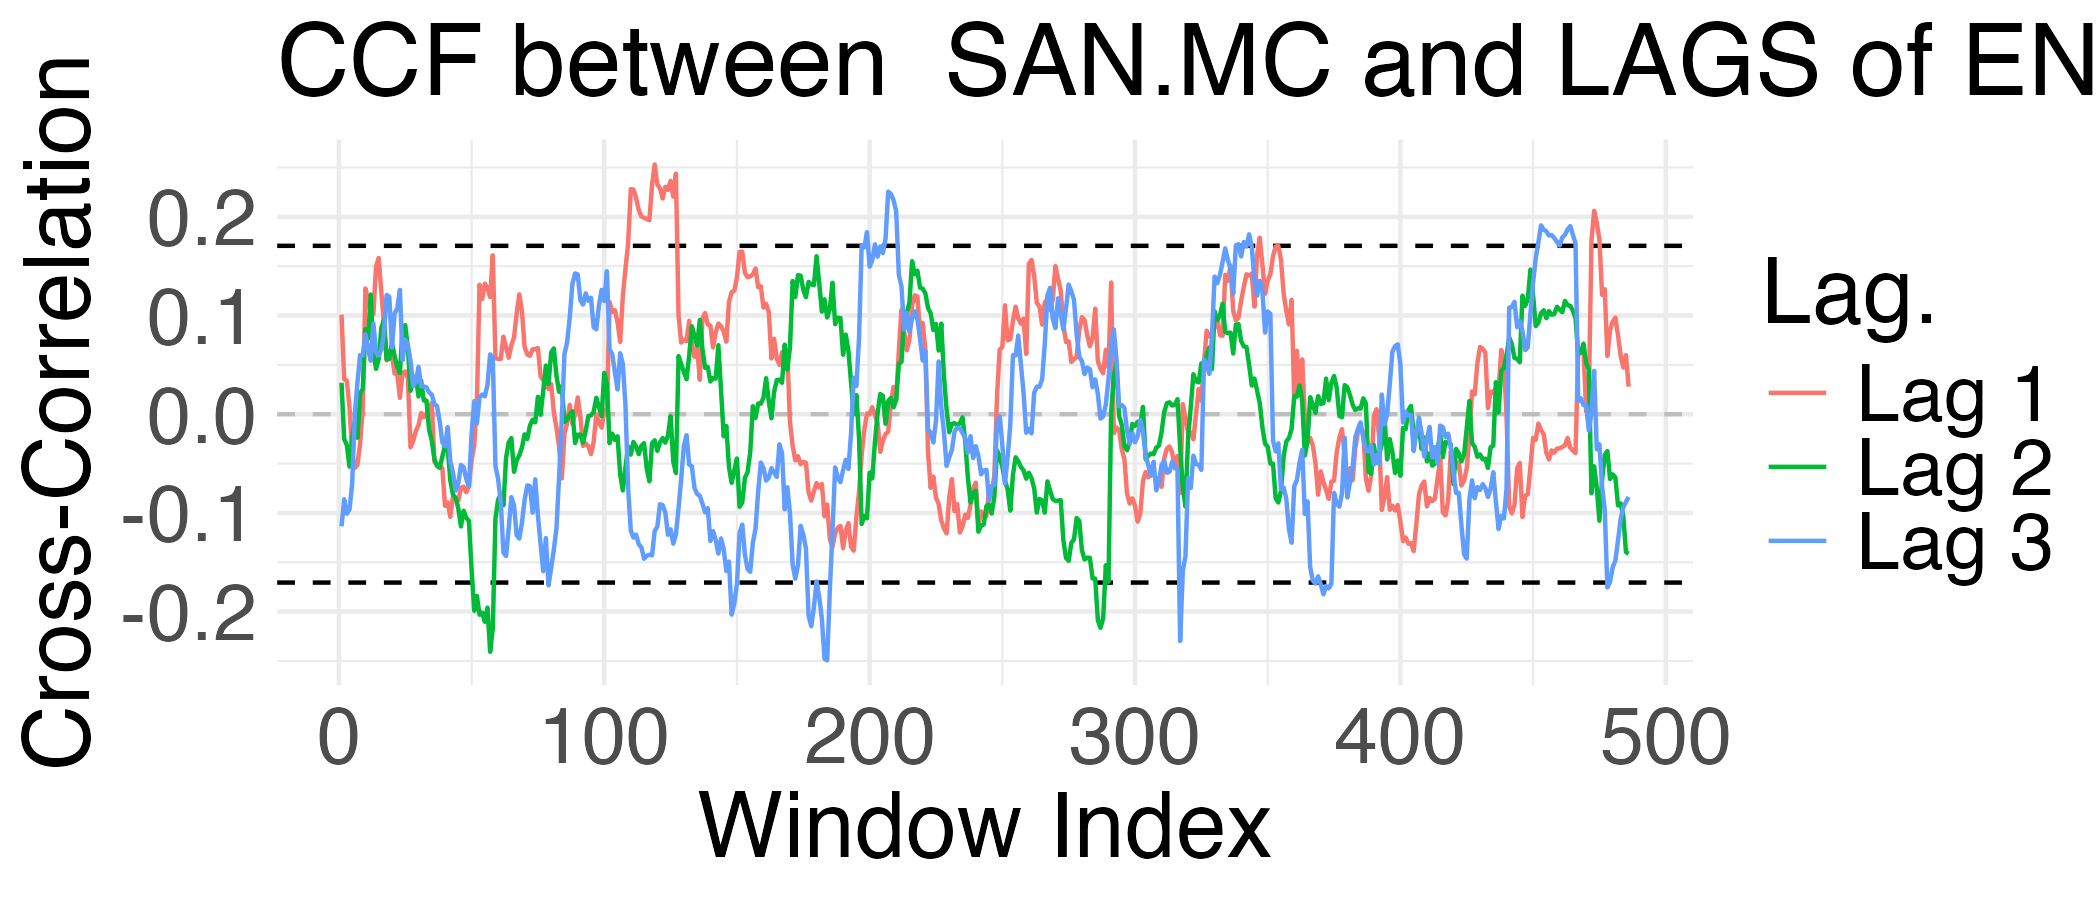 CCF between  SAN.MC and LAGS of EN
Cross-Correlation
0.2
0.1
0.0
-0.1
-0.2
0 100 200 300 400 500
Window Index
Lag.
Lag 1
Lag 2
Lag 3